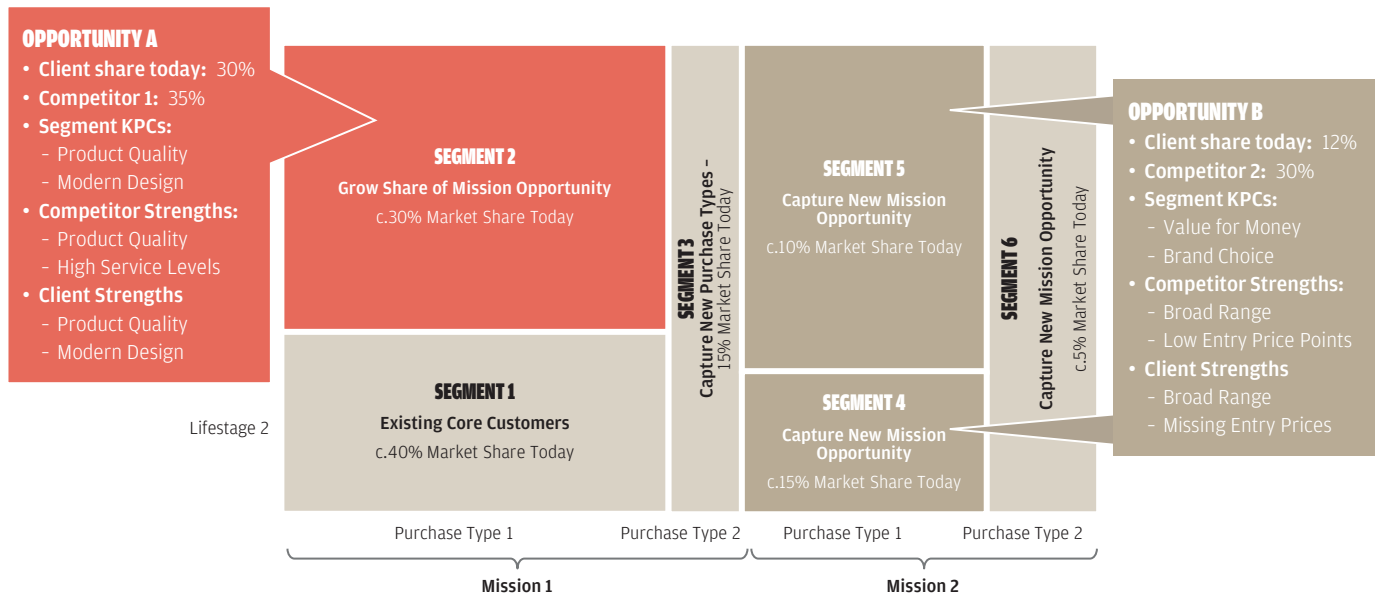 OPPORTUNITY A
• Client share today: 30%
• Competitor 1: 35%
• Segment KPCs:
– Product Quality
– Modern Design
• Competitor Strengths:
– Product Quality
– High Service Levels
• Client Strengths
– Product Quality
– Modern Design
SEGMENT 2
Grow Share of Mission Opportunity
c.30% Market Share Today
SEGMENT 1
Existing Core Customers
c.40% Market Share Today
Lifestage 2
SEGMENT 3
Capture New Purchase Types –
15% Market Share Today
SEGMENT 5
Capture New Mission
Opportunity
c.10% Market Share Today
SEGMENT 4
Capture New Mission
Opportunity
c.15% Market Share Today
SEGMENT 6
Capture New Mission Opportunity
c.5% Market Share Today
OPPORTUNITY B
• Client share today: 12%
• Competitor 2: 30%
• Segment KPCs:
– Value for Money
– Brand Choice
• Competitor Strengths:
– Broad Range
– Low Entry Price Points
• Client Strengths
– Broad Range
– Missing Entry Prices
Purchase Type 1
Purchase Type 2
Purchase Type 1
Purchase Type 2
Mission 1
Mission 2